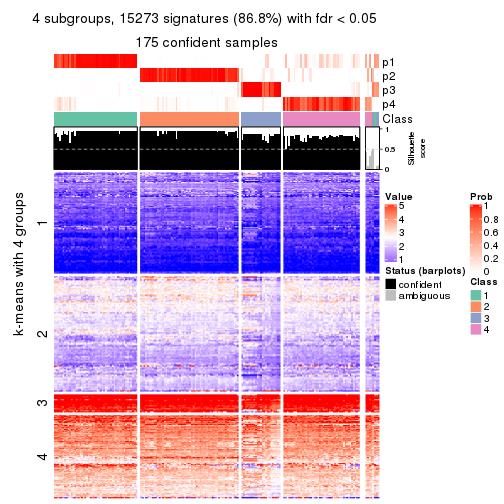 4 subgroups, 15273 signatures (86.8%) with fdr < 0.05
175 confident samples
p1
p2
p3
p4
Class
1
0.5
0
Silhouette
score
k-means with 4 groups
1
2
3
4
Value
5
4
3
2
1
Status (barplots)
confident
ambiguous
Prob
1
0.8
0.6
0.4
0.2
0
Class
1
2
3
4